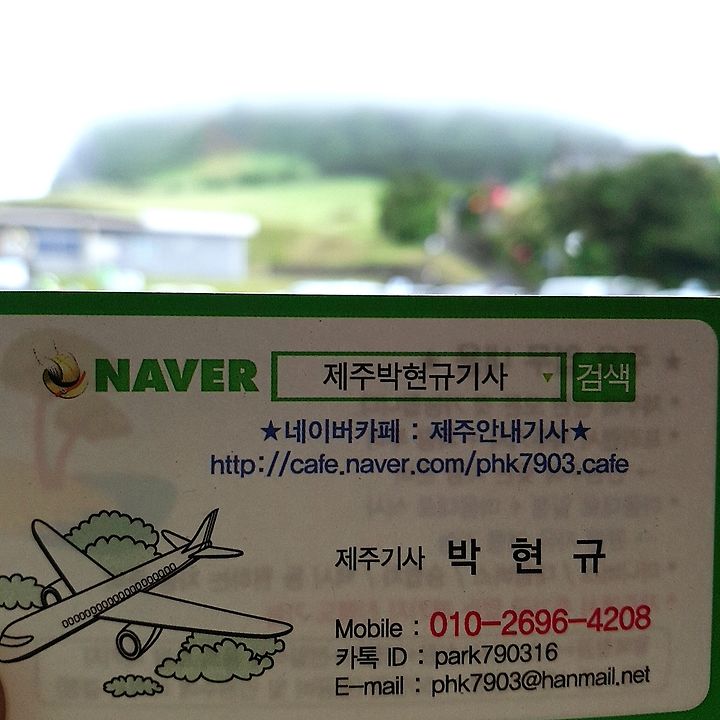 NAVER 제주박현규기사 검색
★네이버카페 : 제주안내기사★
http://cafe.naver.com/phk7903.cafe
제주기사 박 현 규
Mobile : 010-2696-4208
카톡 ID : park790316
E-mail : phk7903@hanmail.net